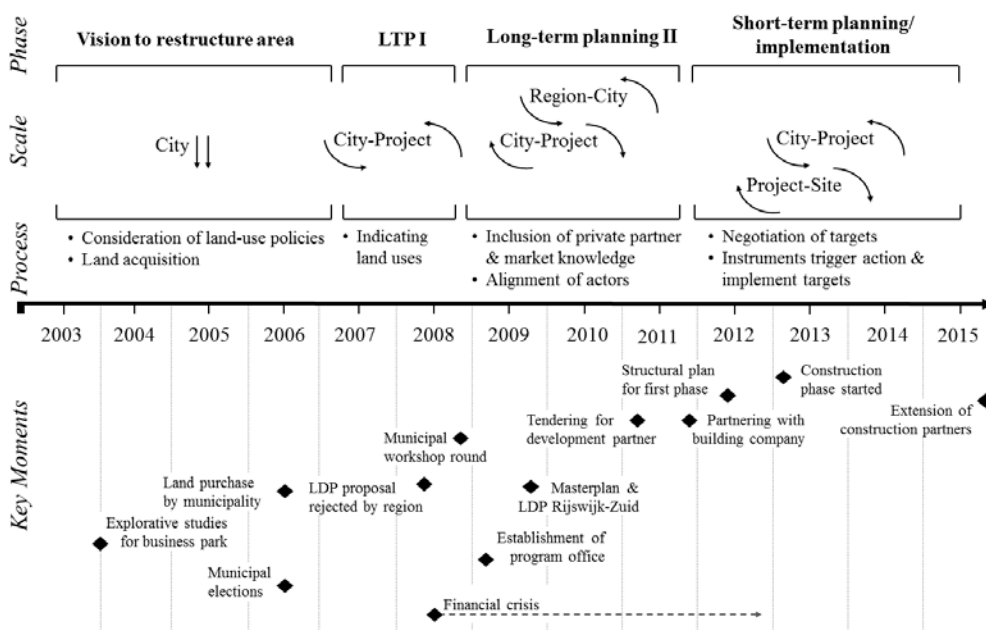 Phase
Vision to restructure area
LTP I
Long-term planning II
Short-term planning/
implementation
Scale
City
City-Project
Region-City
City-Project
City-Project
Project-Site
Process
• Consideration of land-use policies
• Land acquisition
• Indicating
land uses
• Inclusion of private partner
& market knowledge
• Alignment of actors
• Negotiation of targets
• Instruments trigger action &
implement targets
2003 2004 2005 2006 2007 2008 2009 2010 2011 2012 2013 2014 2015
Key Moments
Structural plan
for first phase
Construction
phase started
Extension of
construction partners
Tendering for
development partner
Partnering with
building company
Municipal
workshop round
Land purchase
by municipality
LDP proposal
rejected by region
Masterplan &
LDP Rijswijk-Zuid
Explorative studies
for business park
Establishment of
program office
Municipal
elections
Financial crisis